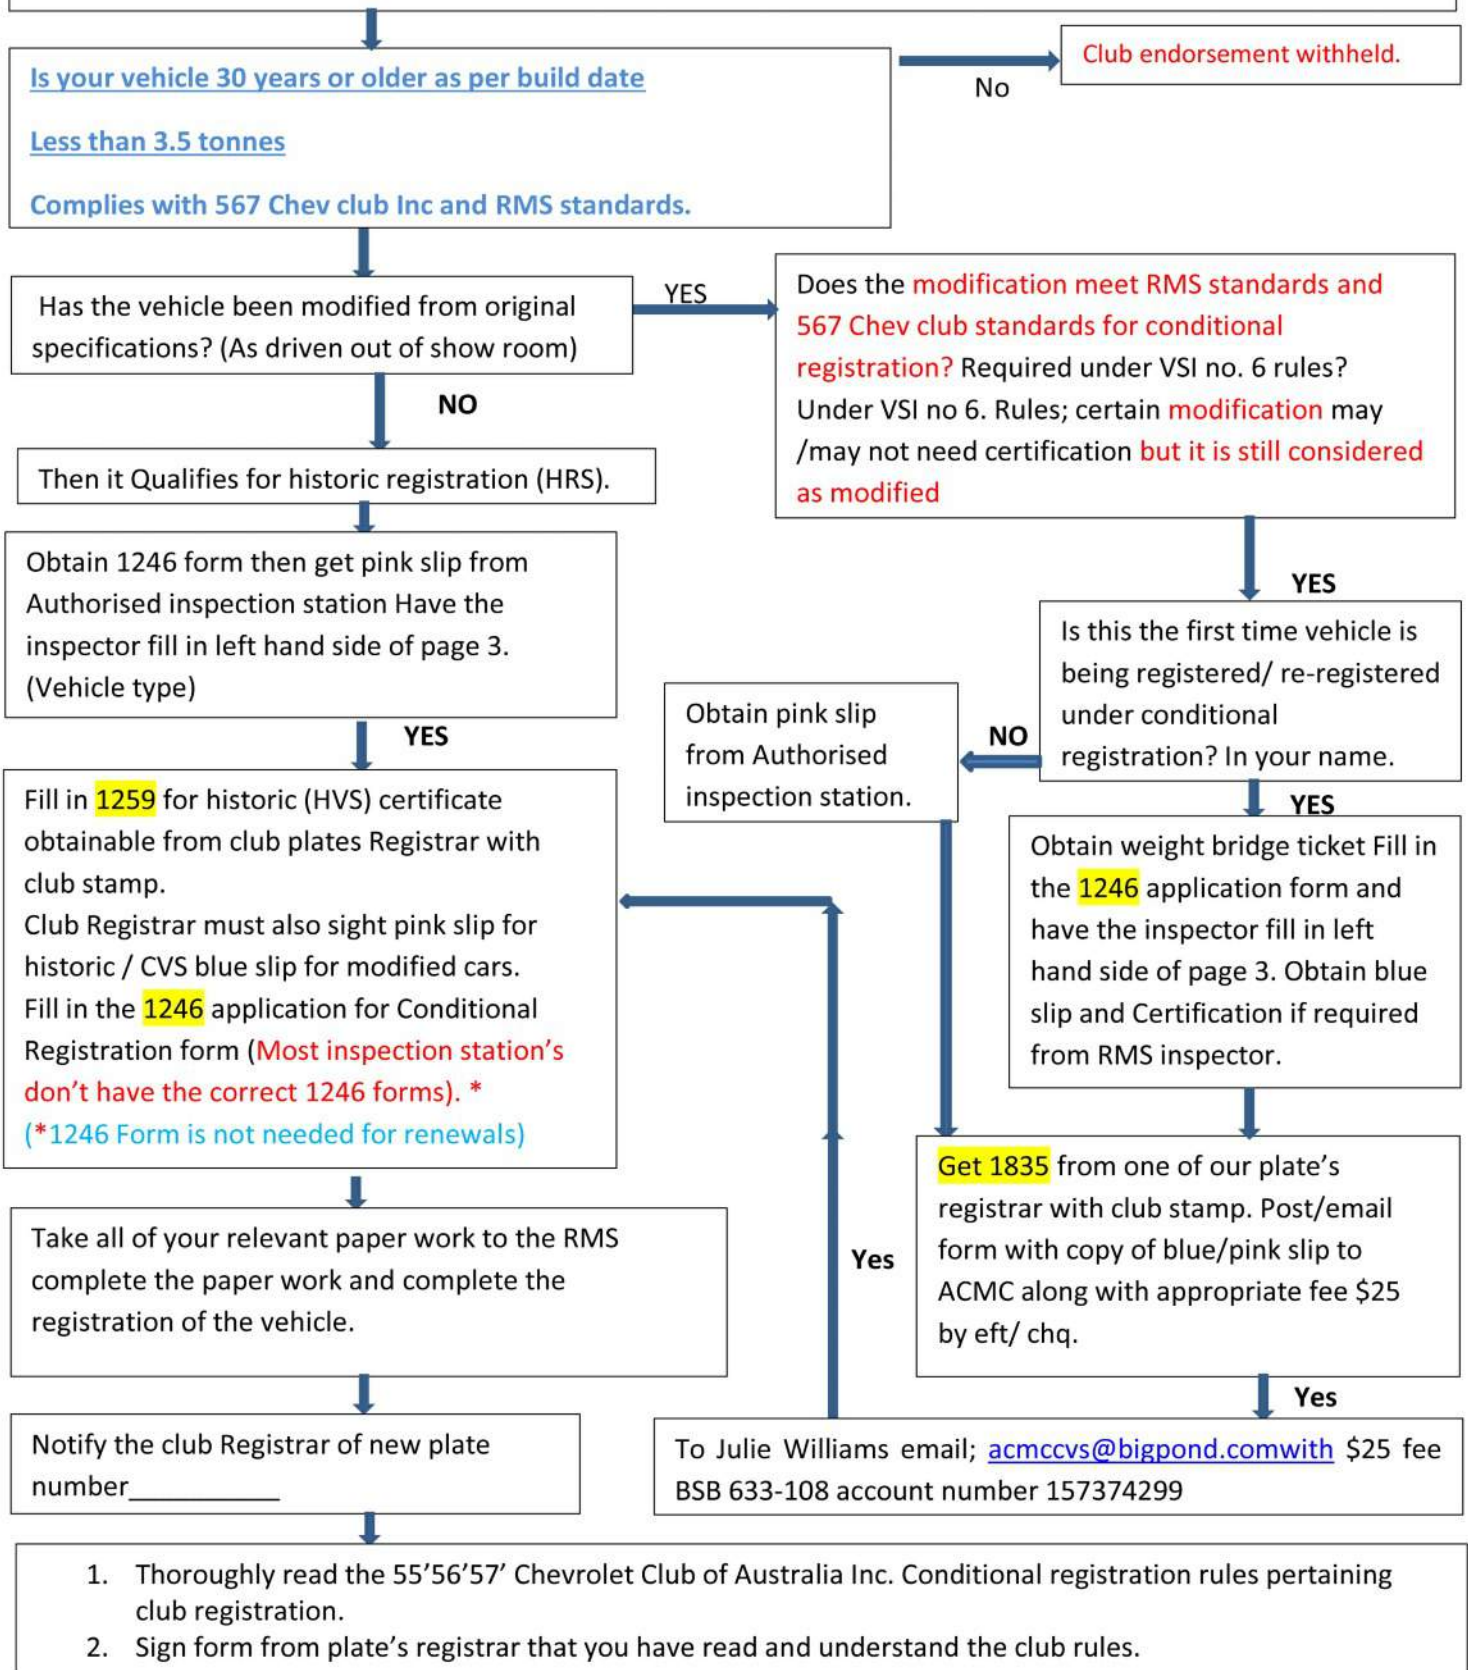 Is your vehicle 30 years or older as per build date
Less than 3.5 tonnes
Complies with 567 Chev club Inc and RMS standards.
No
Club endorsement withheld.
Has the vehicle been modified from original
specifications? (As driven out of show room)
YES
Does the modification meet RMS standards and
567 Chev club standards for conditional
registration? Required under VSI no. 6 rules?
Under VSI no 6. Rules; certain modification may
/may not need certification but it is still considered
as modified
NO
Then it Qualifies for historic registration (HRS).
Obtain 1246 form then get pink slip from
Authorised inspection station Have the
inspector fill in left hand side of page 3.
(Vehicle type)
YES
Is this the first time vehicle is
being registered/ re-registered
under conditional
registration? In your name.
NO
Obtain pink slip
from Authorised
inspection station.
YES
Fill in 1259 for historic (HVS) certificate
obtainable from club plates Registrar with
club stamp.
Club Registrar must also sight pink slip for
historic / CVS blue slip for modified cars.
Fill in the 1246 application for Conditional
Registration form (Most inspection station's
don't have the correct 1246 forms). *
(*1246 Form is not needed for renewals)
YES
Obtain weight bridge ticket Fill in
the 1246 application form and
have the inspector fill in left
hand side of page 3. Obtain blue
slip and Certification if required
from RMS inspector.
Get 1835 from one of our plate's
registrar with club stamp. Post/email
form with copy of blue/pink slip to
ACMC along with appropriate fee $25
by eft/ chq.
Yes
Take all of your relevant paper work to the RMS
complete the paper work and complete the
registration of the vehicle.
Yes
To Julie Williams email; acmccvs@bigpond.comwith $25 fee
BSB 633-108 account number 157374299
Notify the club Registrar of new plate
number__________
1. Thoroughly read the 55'56'57' Chevrolet Club of Australia Inc. Conditional registration rules pertaining
club registration.
2. Sign form from plate's registrar that you have read and understand the club rules.